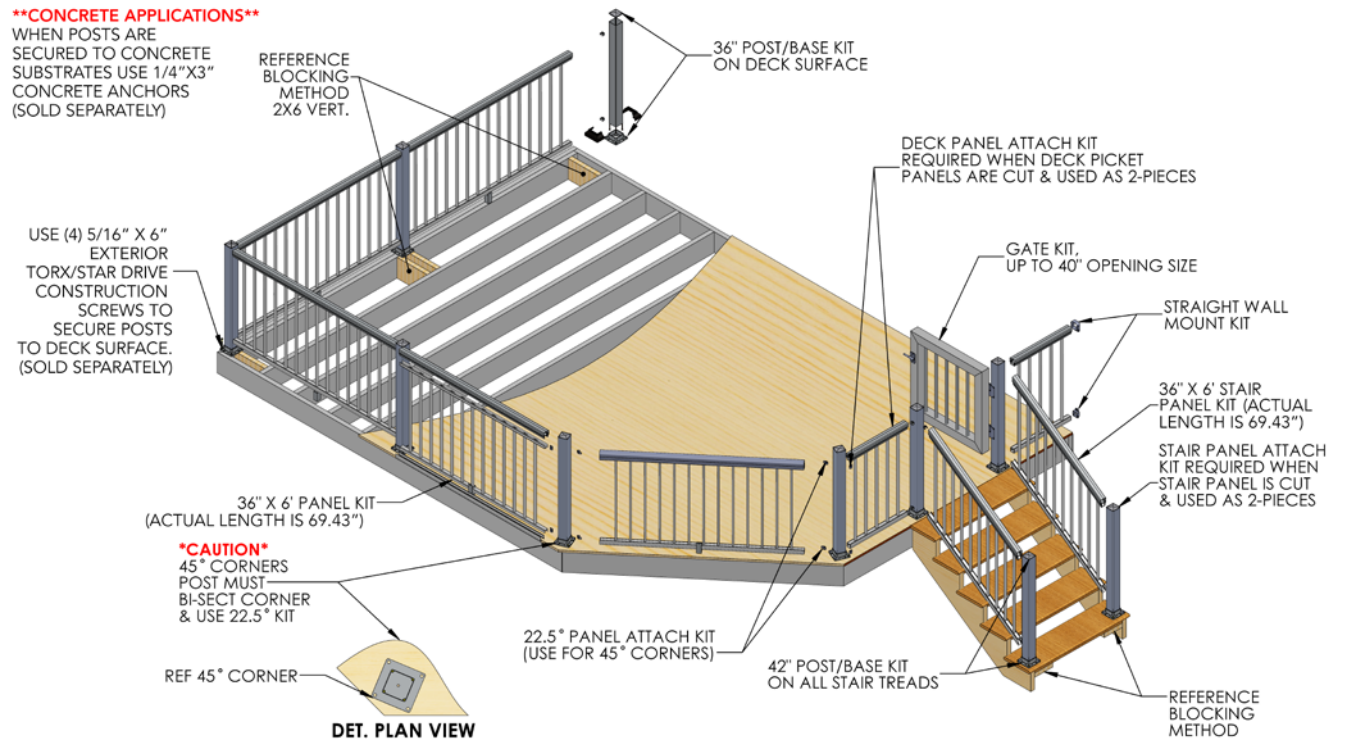 **CONCRETE APPLICATIONS**
WHEN POSTS ARE
SECURED TO CONCRETE
SUBSTRATES USE 1/4”X3”
CONCRETE ANCHORS
(SOLD SEPARATELY)
REFERENCE
BLOCKING
METHOD
2X6 VERT.
36" POST/BASE KIT
ON DECK SURFACE
DECK PANEL ATTACH KIT
REQUIRED WHEN DECK PICKET
PANELS ARE CUT & USED AS 2-PIECES
USE (4) 5/16” X 6”
EXTERIOR
TORX/STAR DRIVE
CONSTRUCTION
SCREWS TO
SECURE POSTS
TO DECK SURFACE.
(SOLD SEPARATELY)
GATE KIT,
UP TO 40" OPENING SIZE
STRAIGHT WALL
MOUNT KIT
36" X 6' STAIR
PANEL KIT (ACTUAL
LENGTH IS 69.43”)
STAIR PANEL ATTACH
KIT REQUIRED WHEN
STAIR PANEL IS CUT
& USED AS 2-PIECES
36" X 6' PANEL KIT
(ACTUAL LENGTH IS 69.43”)
*CAUTION*
45° CORNERS
POST MUST
BI-SECT CORNER
& USE 22.5° KIT
22.5° PANEL ATTACH KIT
(USE FOR 45° CORNERS)
42" POST/BASE KIT
ON ALL STAIR TREADS
REF 45° CORNER
DET. PLAN VIEW
REFERENCE
BLOCKING
METHOD